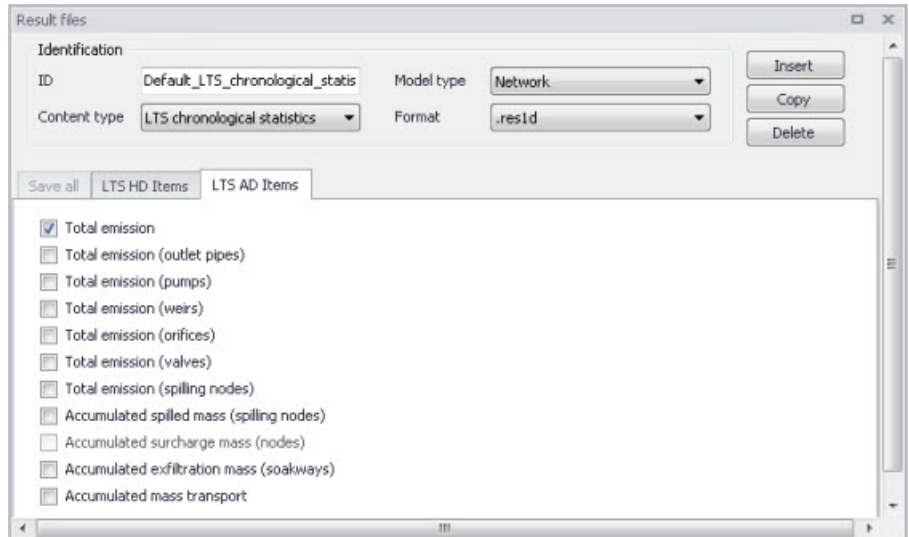 Result files
Identification
ID Default_LTS_chronological_statis Model type Network Insert
Content type LTS chronological statistics Format .res1d Copy
Delete
Save all LTS HD Items LTS AD Items
Total emission
Total emission (outlet pipes)
Total emission (pumps)
Total emission (weirs)
Total emission (orifices)
Total emission (valves)
Total emission (spilling nodes)
Accumulated spilled mass (spilling nodes)
Accumulated surcharge mass (nodes)
Accumulated exfiltration mass (soakways)
Accumulated mass transport